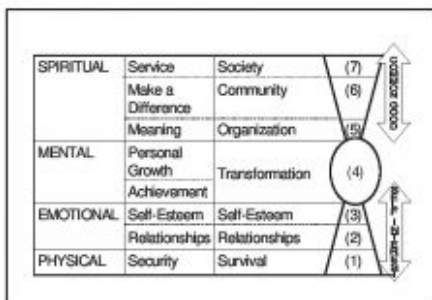 SPIRITUAL Service Society (7)
Make a Difference Community (6)
Meaning Organization (5)
MENTAL Personal Growth Transformation (4)
Achievement
EMOTIONAL Self-Esteem Self-Esteem (3)
Relationships Relationships (2)
PHYSICAL Security Survival (1)